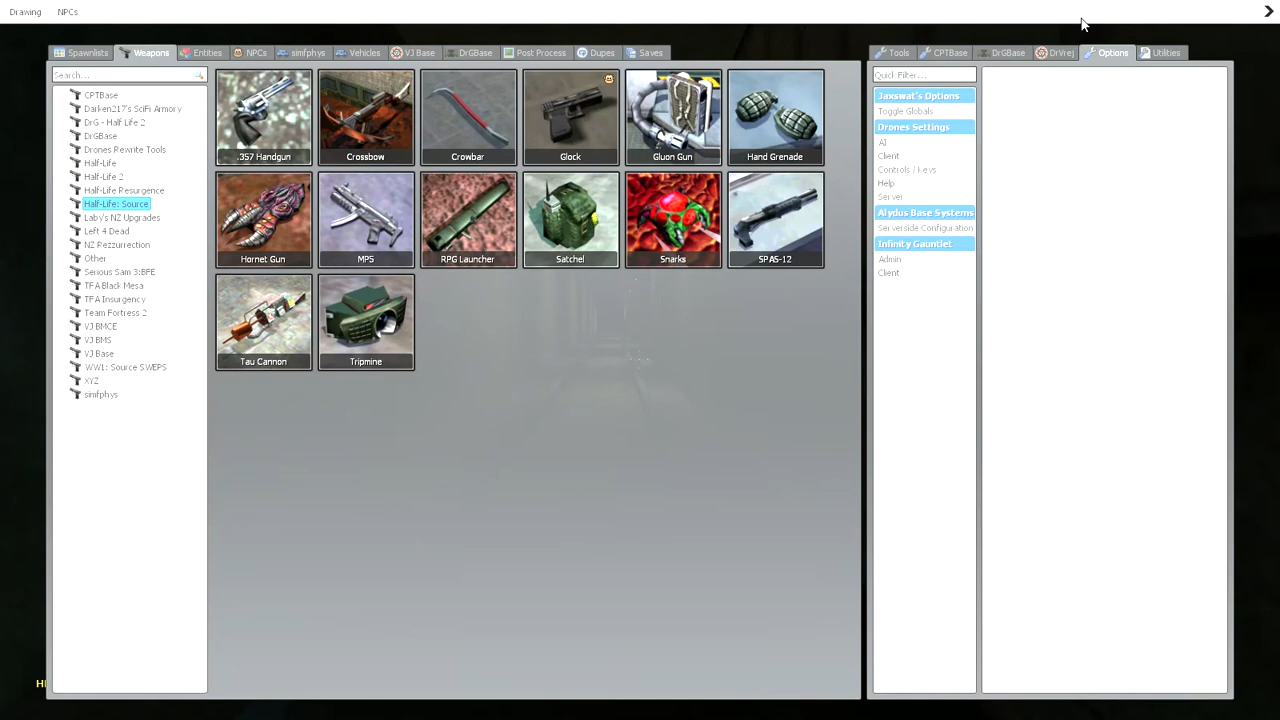 Drawing NPCs
Spawnlists Weapons Entities NPCs simfphys Vehicles VJ Base DrGBase Post Process Dupes Saves
Tools CPTBase DrGBase DrVrej Options Utilities
Search...
CPTBase
Darken217's SciFi Armory
DrG - Half Life 2
DrGBase
Drones Rewrite Tools
Half-Life
Half-Life 2
Half-Life Resurgence
Half-Life: Source
Laby's NZ Upgrades
Left 4 Dead
NZ Rezzurrection
Other
Serious Sam 3:BFE
TFA Black Mesa
TFA Insurgency
Team Fortress 2
VJ BMCE
VJ BMS
VJ Base
WW1: Source SWEPS
XYZ
simfphys
.357 Handgun Crossbow Crowbar Glock Gluon Gun Hand Grenade
Hornet Gun MP5 RPG Launcher Satchel Snarks SPAS-12
Tau Cannon Tripmine
Quick Filter...
Jaxswat's Options
Toggle Globals
Drones Settings
AI
Client
Controls / keys
Help
Server
Alydus Base Systems
Serverside Configuration
Infinity Gauntlet
Admin
Client